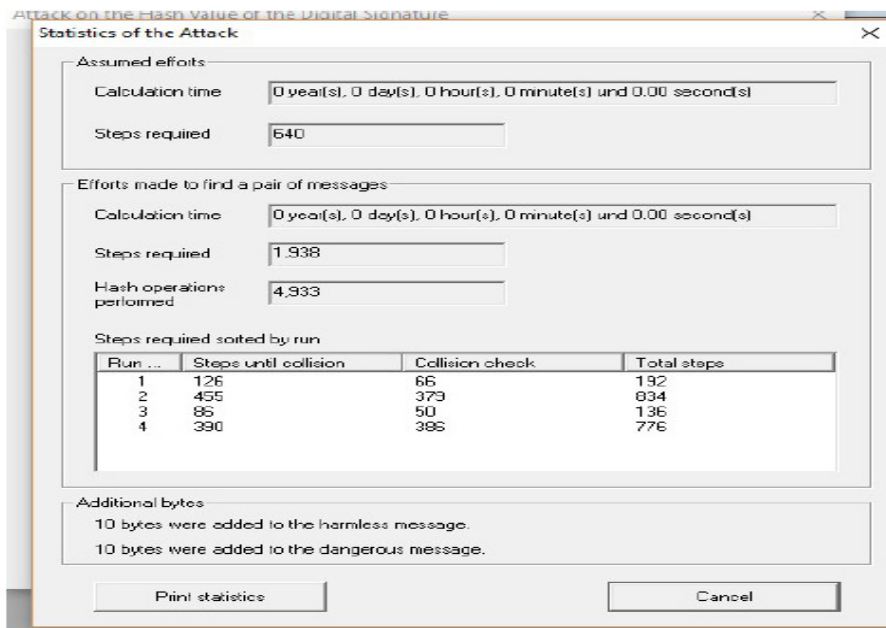 Attack on the Hash Value of the Digital Signature
Statistics of the Attack
Assumed efforts
Calculation time 0 year(s), 0 day(s), 0 hour(s), 0 minute(s) und 0.00 second(s)
Steps required 640
Efforts made to find a pair of messages
Calculation time 0 year(s), 0 day(s), 0 hour(s), 0 minute(s) und 0.00 second(s)
Steps required 1.938
Hash operations
performed 4,933
Steps required sorted by run
Run ... Steps until collision Collision check Total steps
1 126 66 192
2 455 379 834
3 86 50 136
4 390 386 776
Additional bytes
10 bytes were added to the harmless message.
10 bytes were added to the dangerous message.
Print statistics Cancel